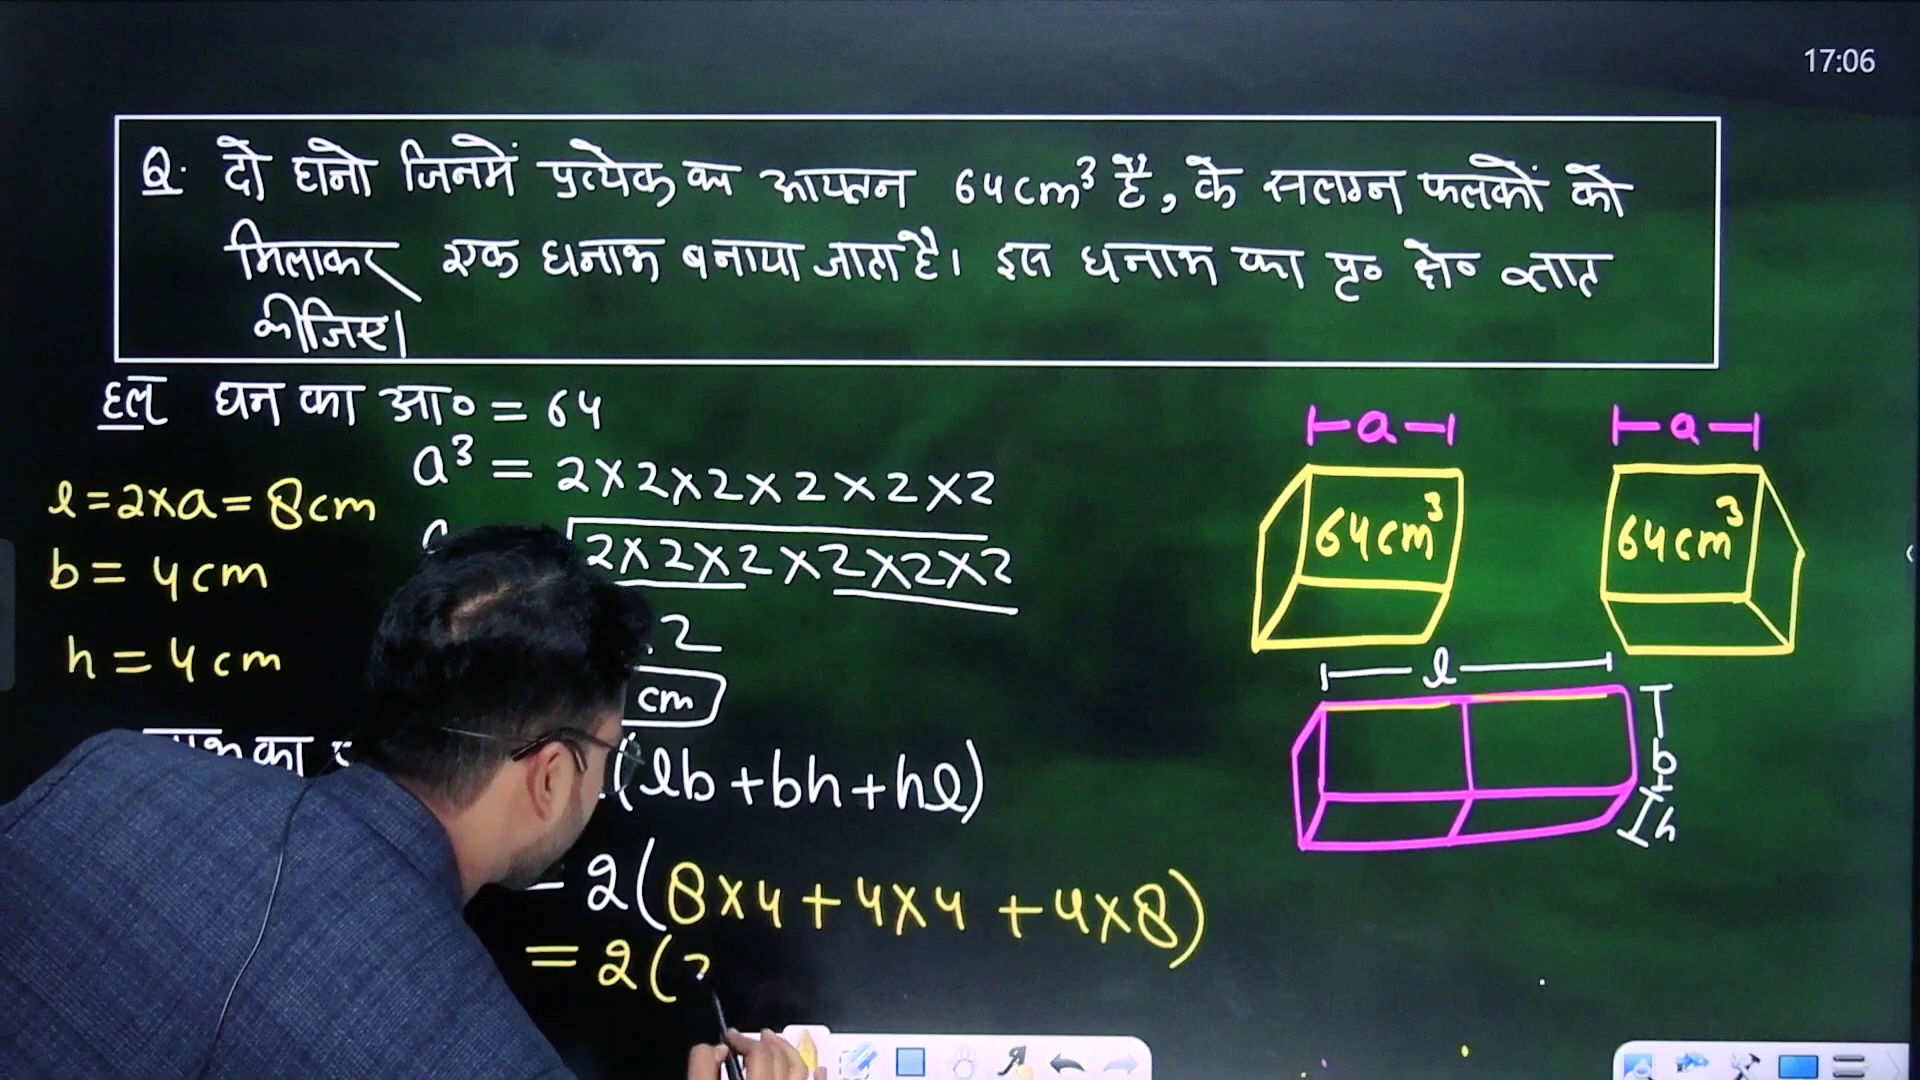 17:06
Q. दो घनो जिनमें प्रत्येक का आयतन 64cm³ है, के सलग्न फलकों को
मिलाकर एक घनाभ बनाया जाता है। इस घनाभ का पृ० क्षे० ज्ञात
कीजिए।
हल घन का आ० = 64
a³ = 2×2×2×2×2×2
2×2×2×2×2×2
l=2×a=8cm
b= 4cm
h=4cm
2
cm
का
(lb+bh+hl)
= 2(8×4+4×4+4×8)
= 2(
a
a
64cm³
64cm³
l
b
h